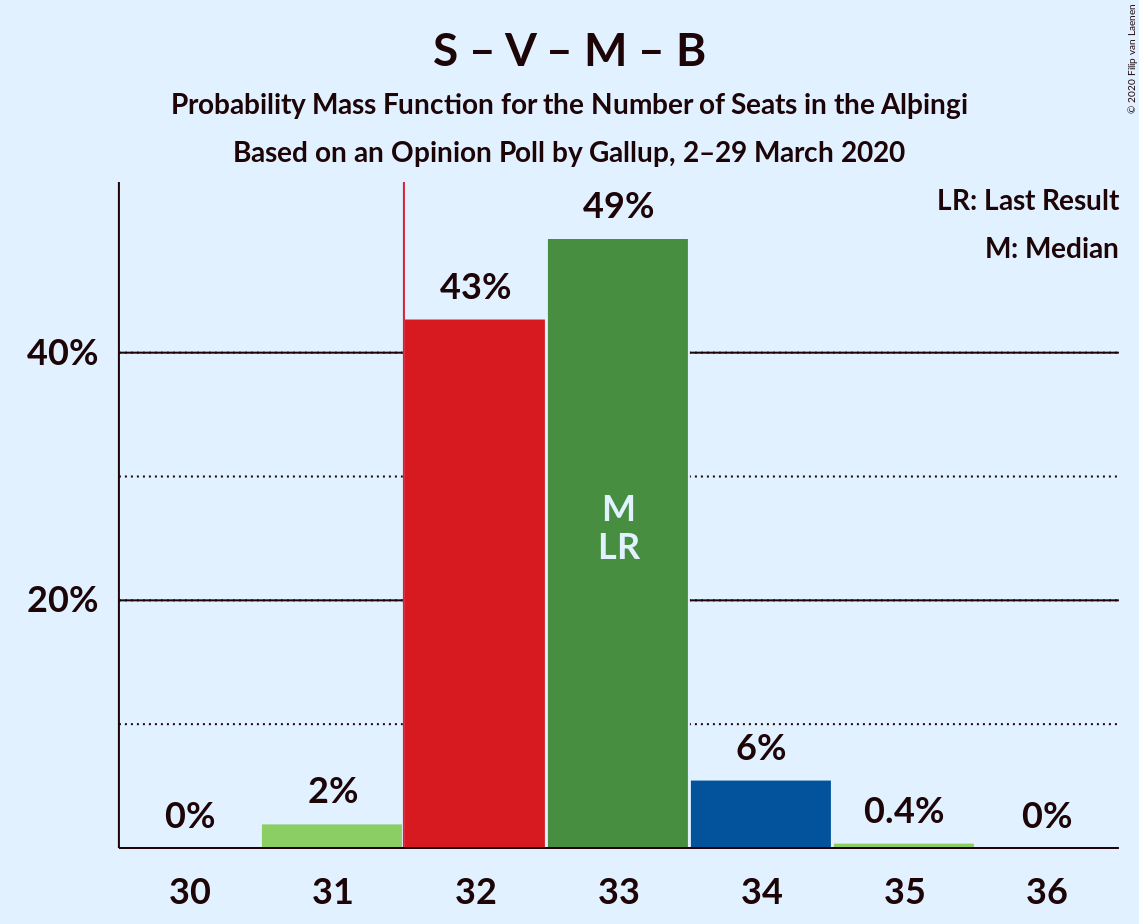 S – V – M – B
Probability Mass Function for the Number of Seats in the Alþingi
Based on an Opinion Poll by Gallup, 2–29 March 2020
© 2020 Filip van Laenen
LR: Last Result
M: Median
49%
43%
40%
M
LR
20%
6%
2%
0.4%
0%
0%
30 31 32 33 34 35 36